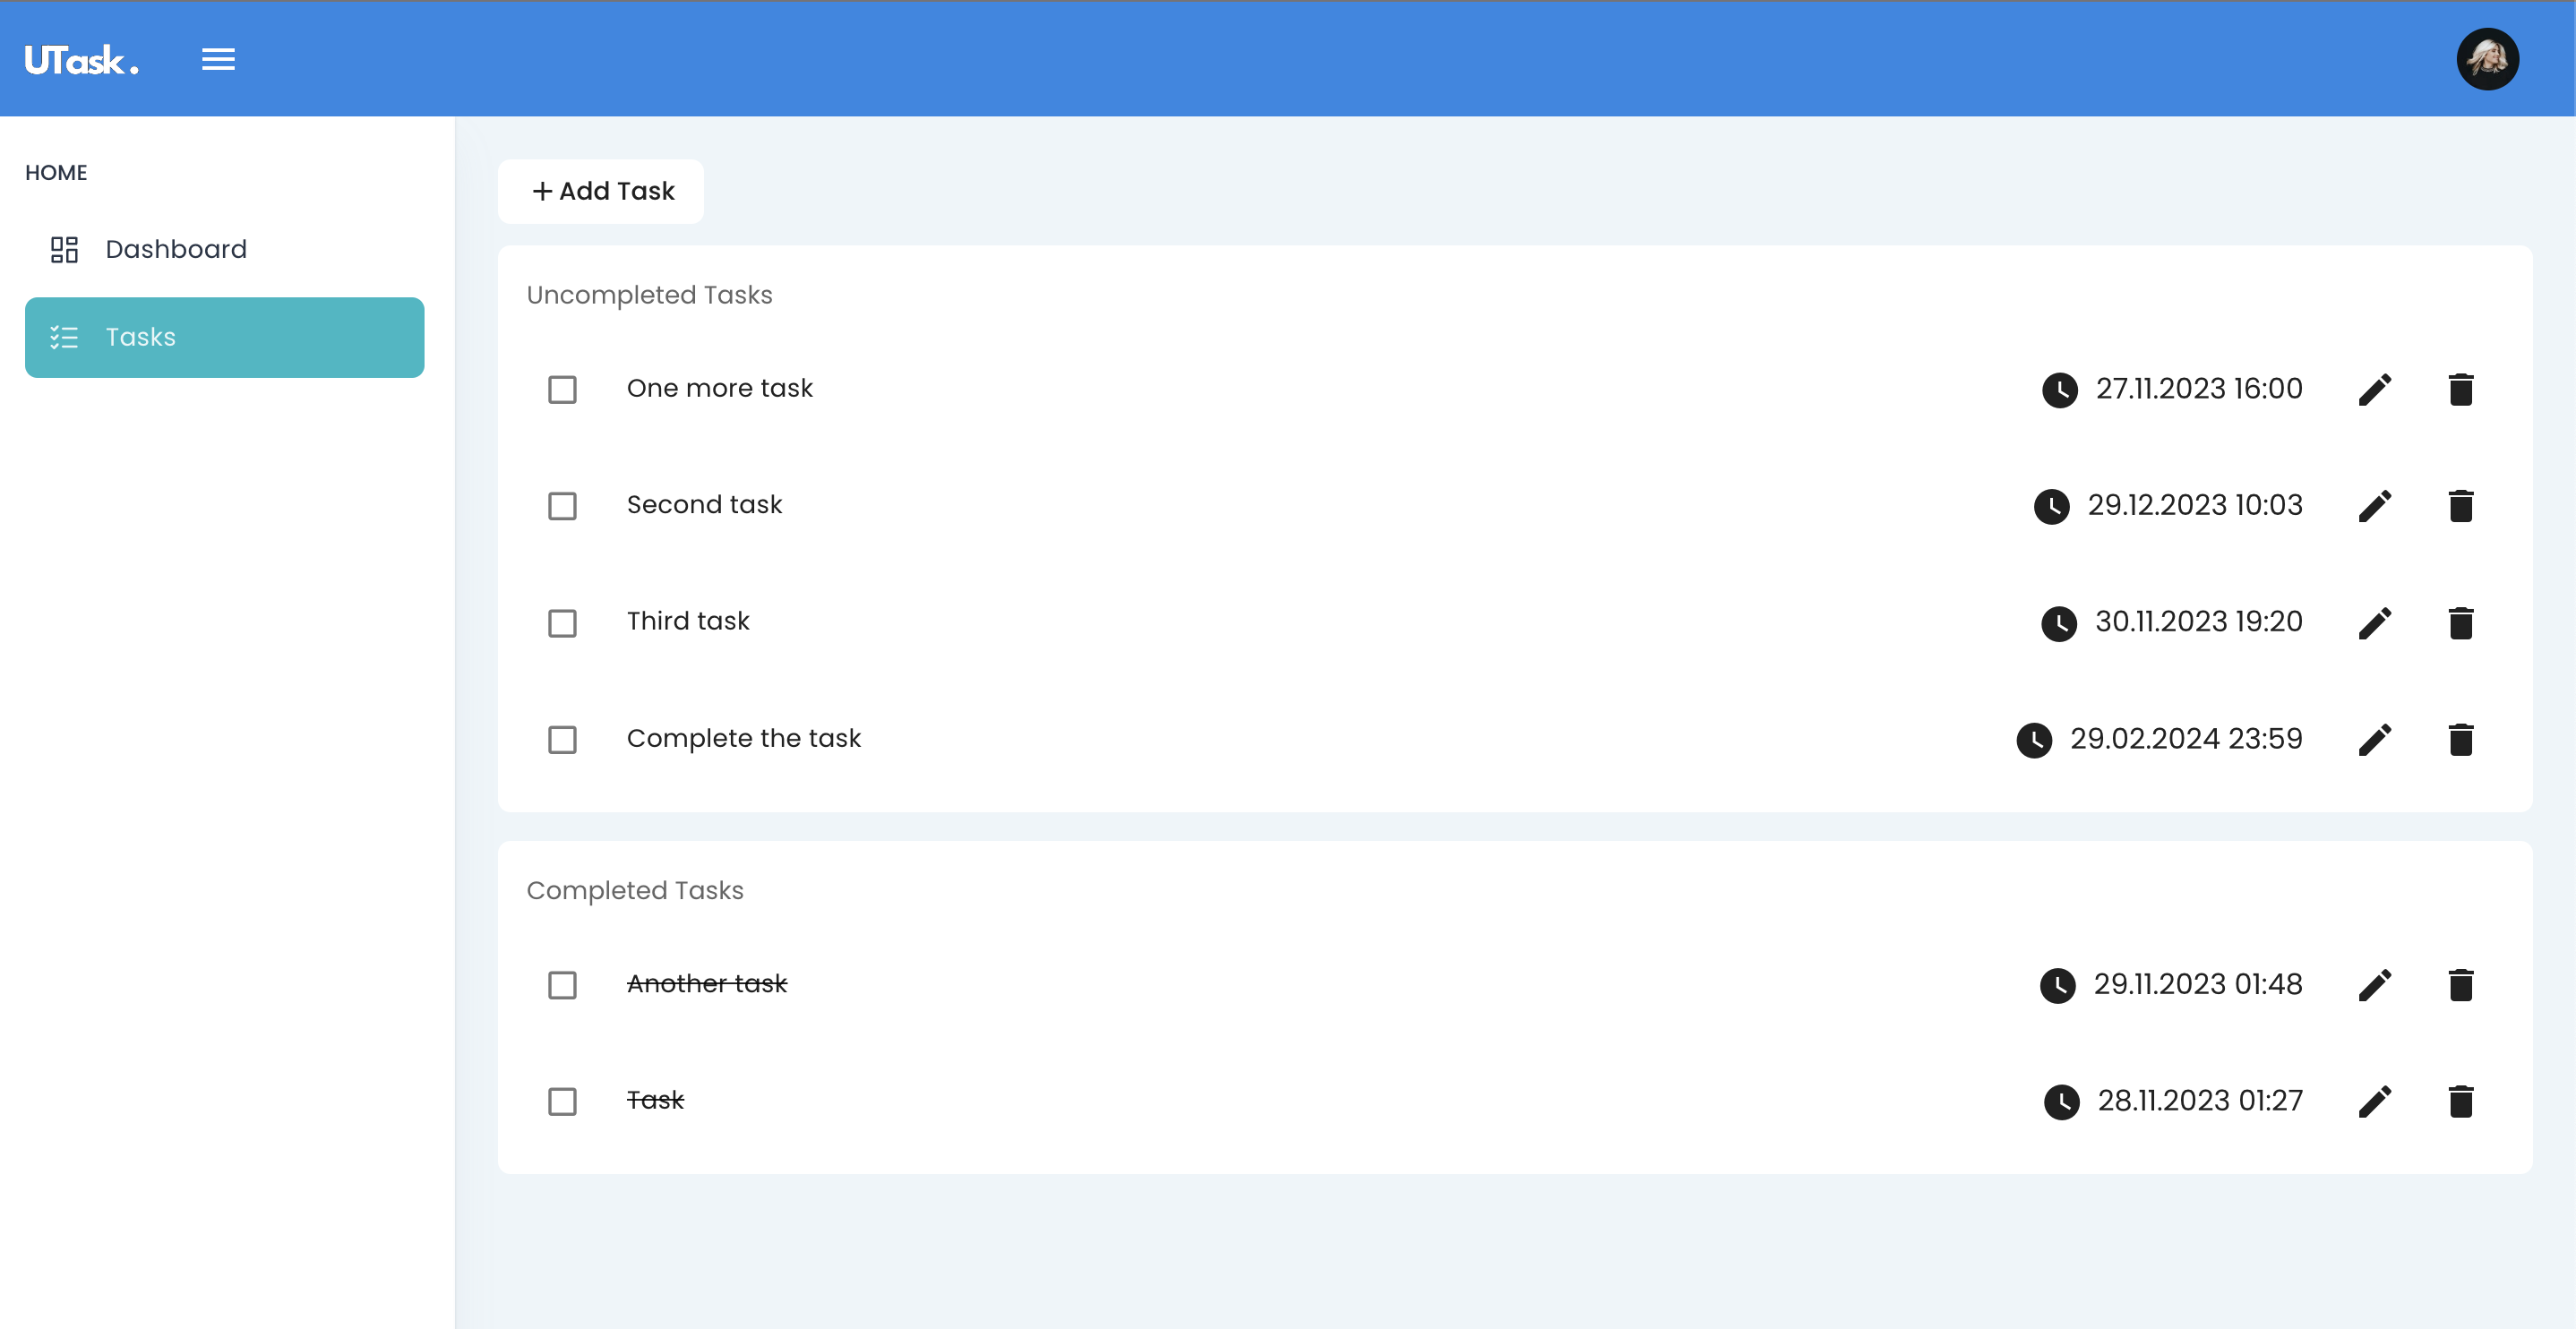 UTask.
HOME
Dashboard
Tasks
+ Add Task
Uncompleted Tasks
One more task 27.11.2023 16:00
Second task 29.12.2023 10:03
Third task 30.11.2023 19:20
Complete the task 29.02.2024 23:59
Completed Tasks
Another task 29.11.2023 01:48
Task 28.11.2023 01:27